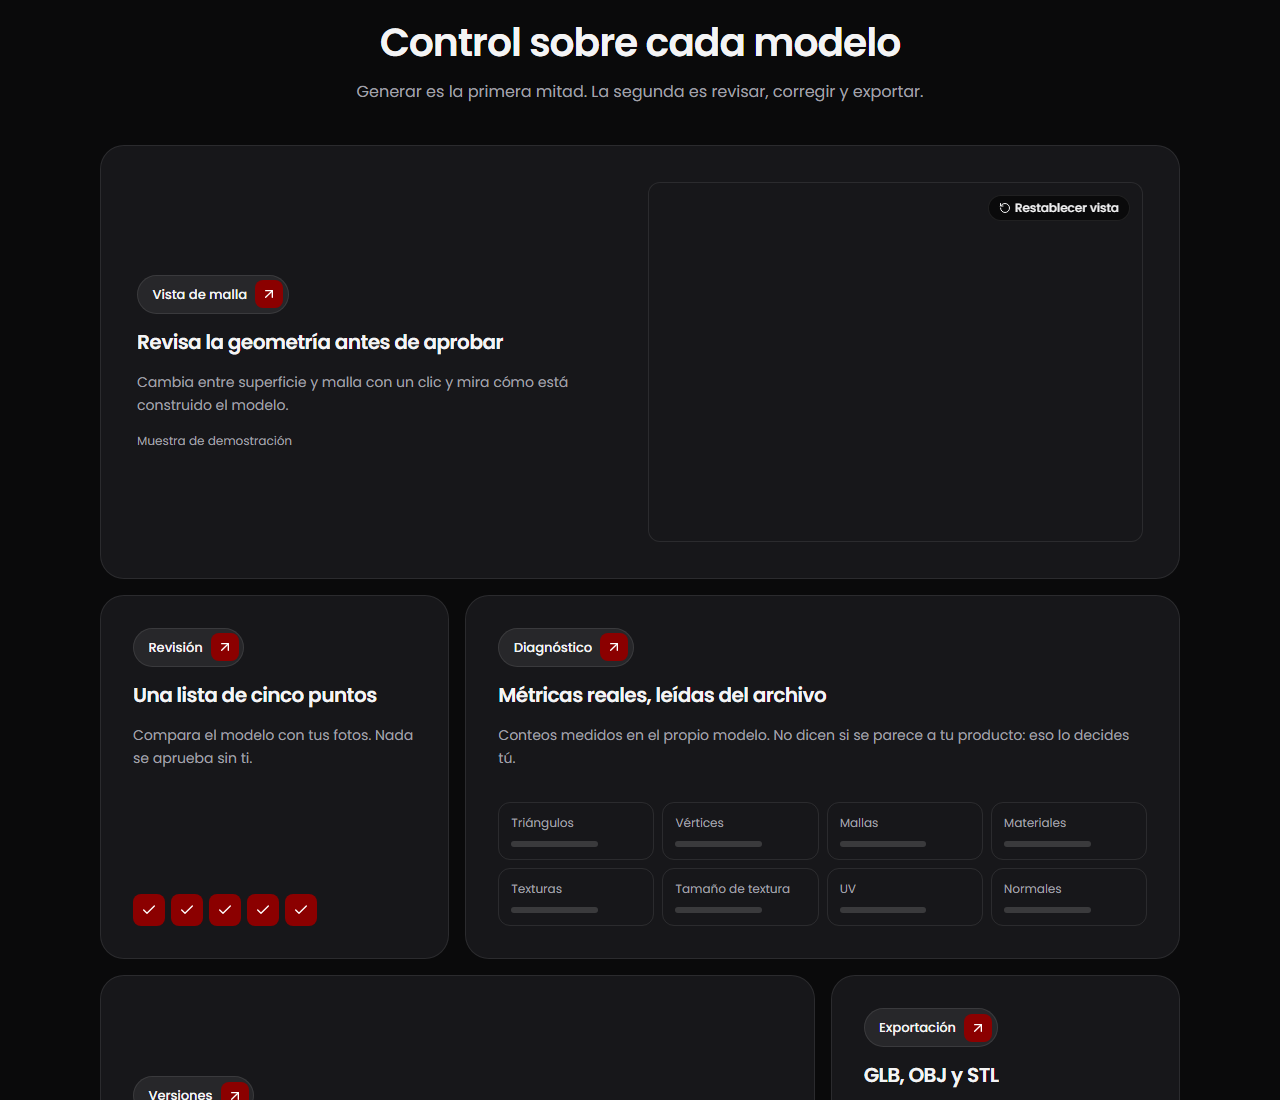 Control sobre cada modelo
Generar es la primera mitad. La segunda es revisar, corregir y exportar.
Restablecer vista
Vista de malla
Revisa la geometría antes de aprobar
Cambia entre superficie y malla con un clic y mira cómo está
construido el modelo.
Muestra de demostración
Revisión
Una lista de cinco puntos
Compara el modelo con tus fotos. Nada
se aprueba sin ti.
Diagnóstico
Métricas reales, leídas del archivo
Conteos medidos en el propio modelo. No dicen si se parece a tu producto: eso lo decides
tú.
Triángulos
Vértices
Mallas
Materiales
Texturas
Tamaño de textura
UV
Normales
Versiones
Exportación
GLB, OBJ y STL